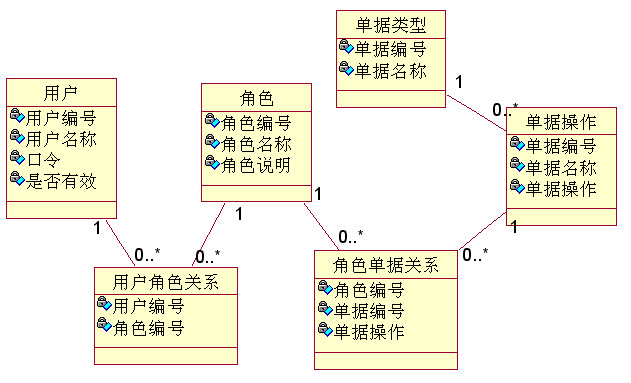 单据类型
单据编号
单据名称
1
0..*
用户
用户编号
用户名称
口令
是否有效
1
0..*
角色
角色编号
角色名称
角色说明
1
1
0..*
0..*
单据操作
单据编号
单据名称
单据操作
1
0..*
用户角色关系
用户编号
角色编号
角色单据关系
角色编号
单据编号
单据操作